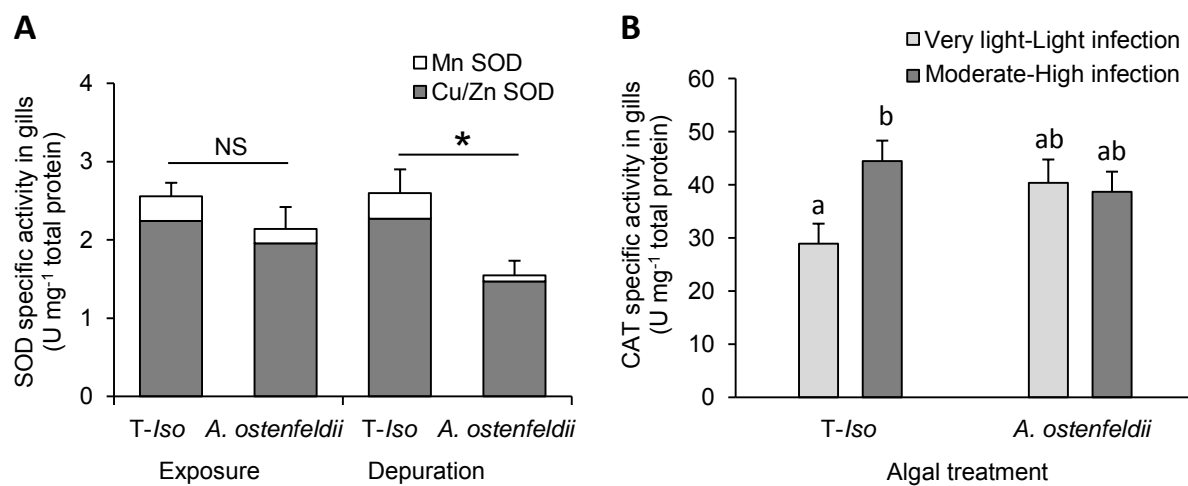 A
Mn SOD
Cu/Zn SOD
SOD specific activity in gills
(U mg⁻¹ total protein)
4
3
2
1
0
NS
*
T-Iso
A. ostenfeldii
T-Iso
A. ostenfeldii
Exposure
Depuration
B
Very light-Light infection
Moderate-High infection
CAT specific activity in gills
(U mg⁻¹ total protein)
60
50
40
30
20
10
0
a
b
ab
ab
T-Iso
A. ostenfeldii
Algal treatment